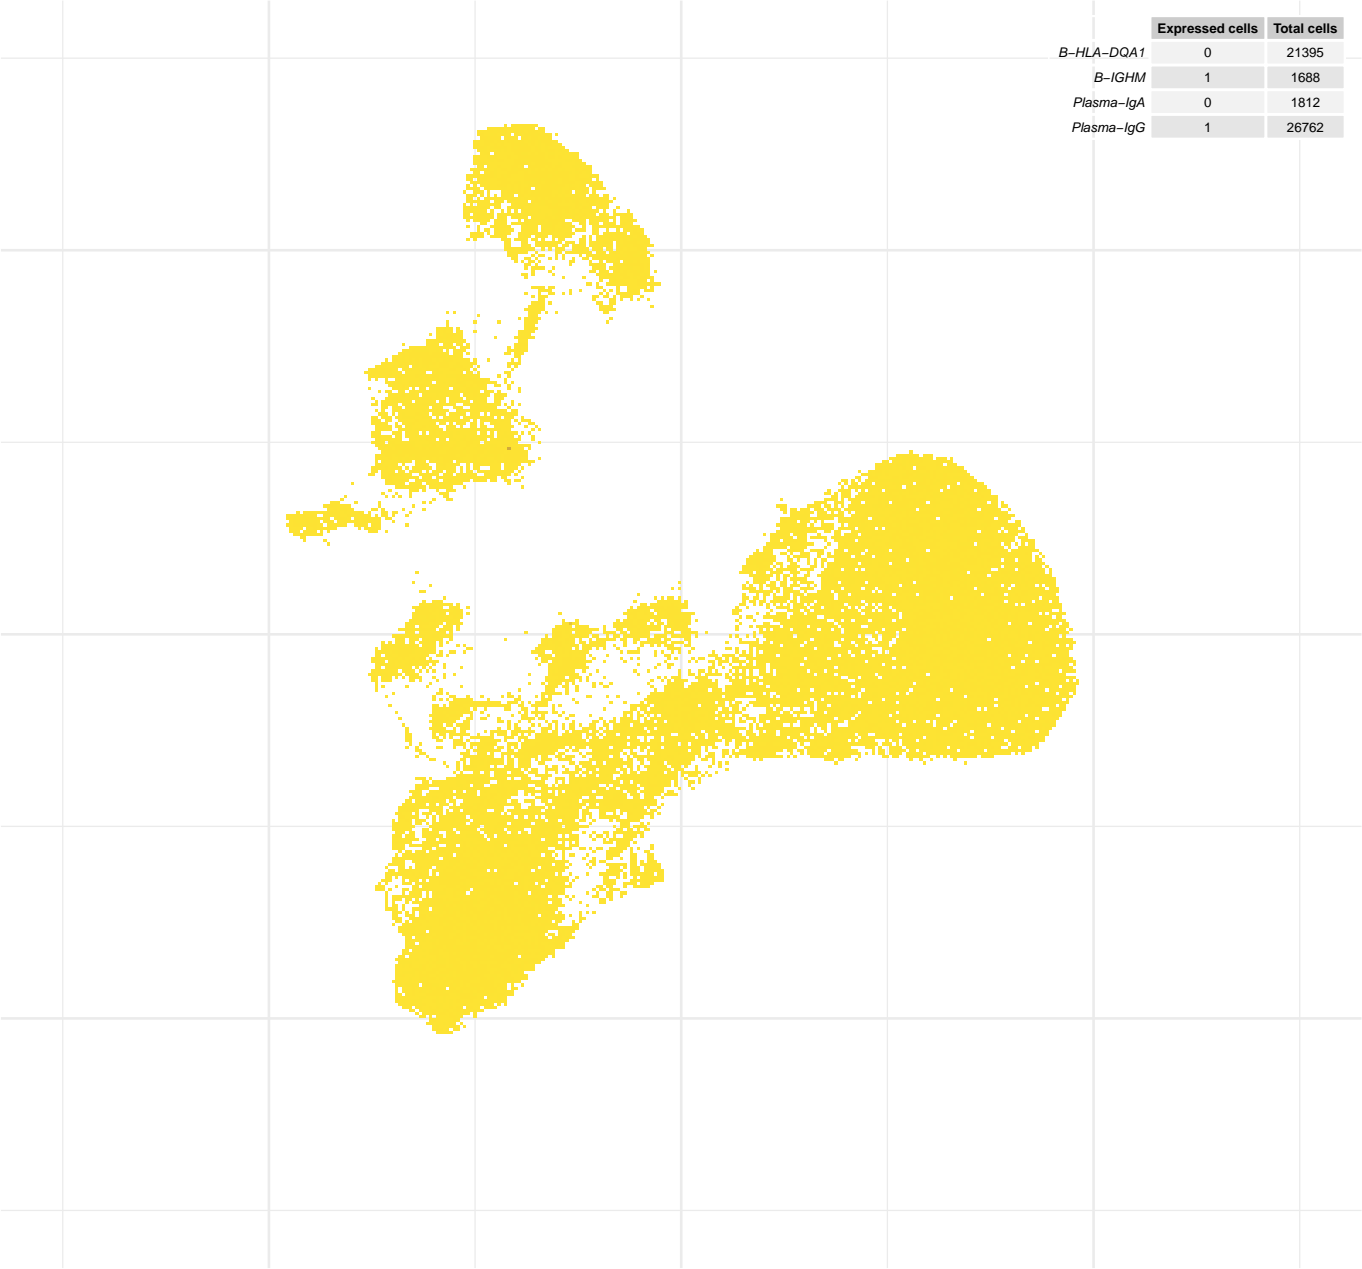 Expressed cells Total cells
B−HLA−DQA1 0 21395
B−IGHM 1 1688
Plasma−IgA 0 1812
Plasma−IgG 1 26762